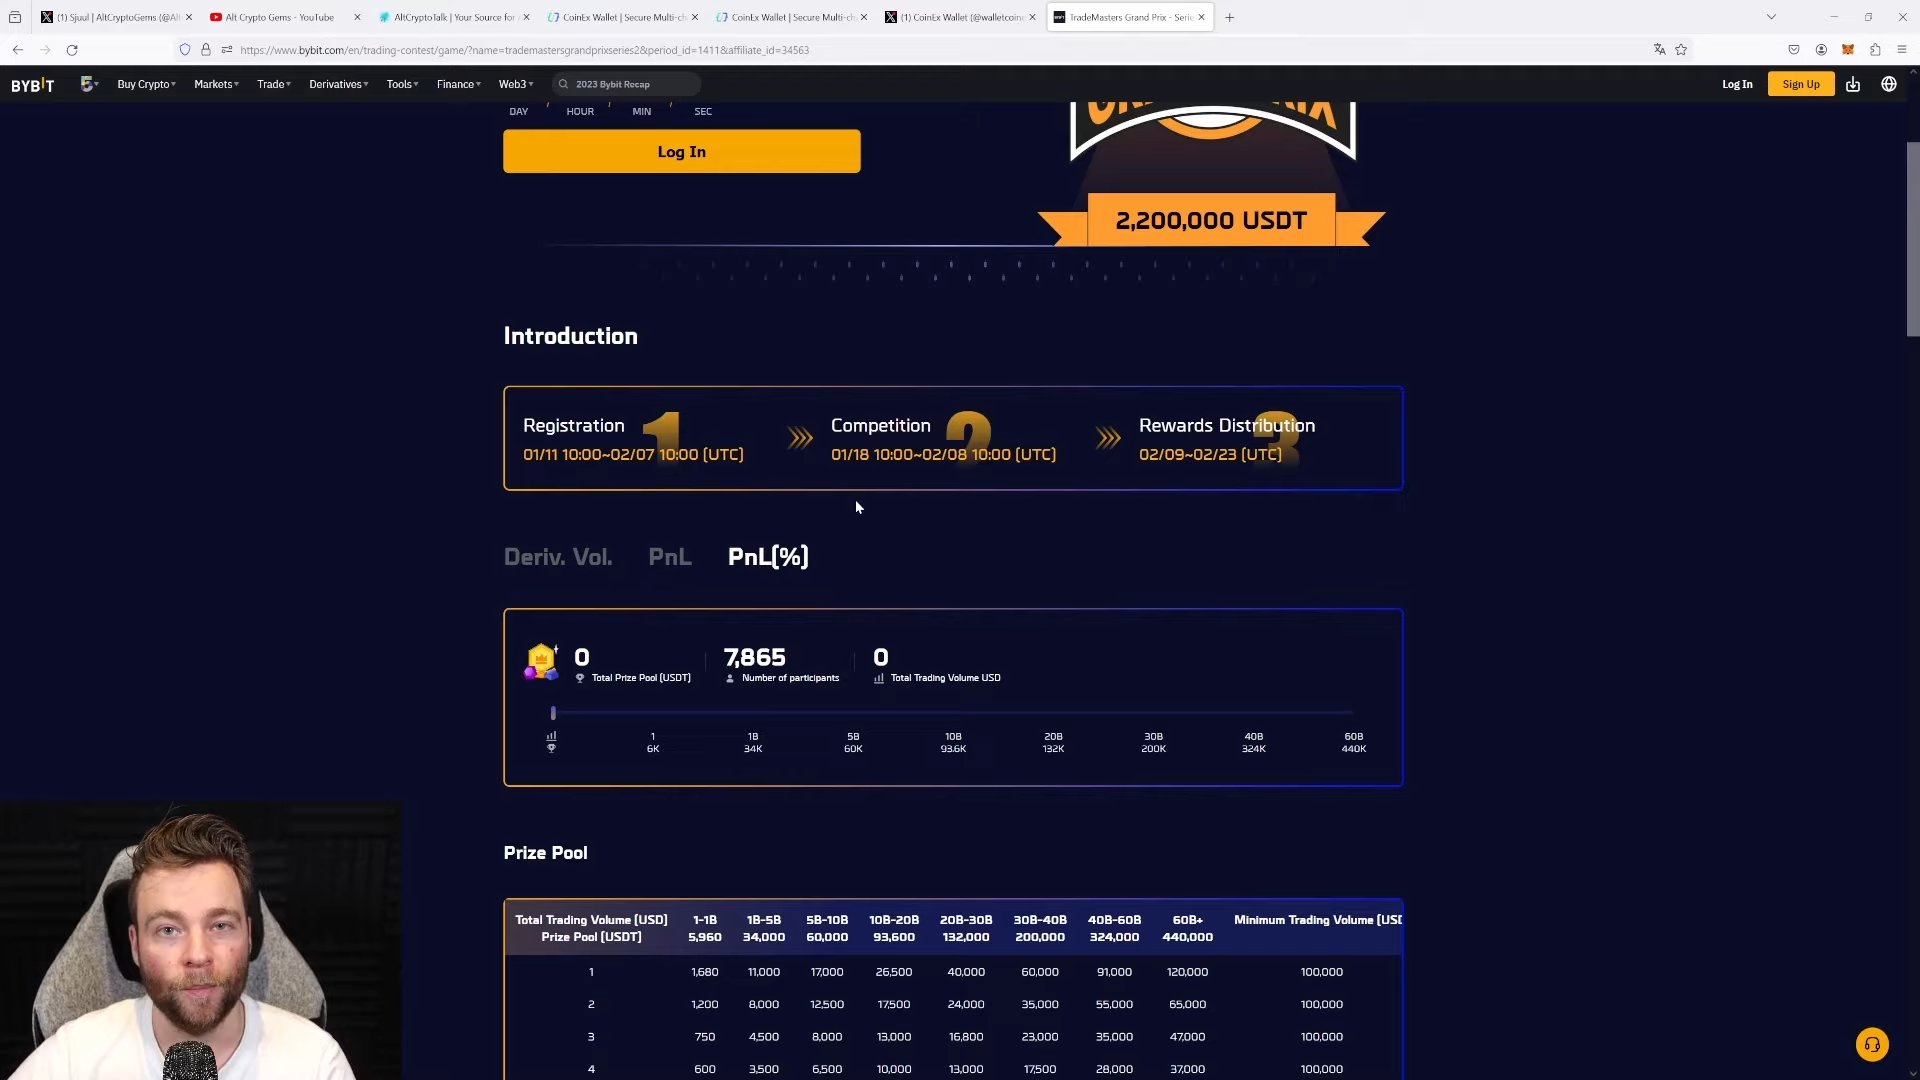 (1) Sjuul | AltCryptoGems (@Al
Alt Crypto Gems - YouTube
AltCryptoTalk | Your Source for A
CoinEx Wallet | Secure Multi-ch
CoinEx Wallet | Secure Multi-cha
(1) CoinEx Wallet (@walletcoine
TradeMasters Grand Prix - Serie
https://www.bybit.com/en/trading-contest/game/?name=trademastersgrandprixseries2&period_id=1411&affiliate_id=34563
BYBIT
Buy Crypto
Markets
Trade
Derivatives
Tools
Finance
Web3
2023 Bybit Recap
Log In
Sign Up
DAY
HOUR
MIN
SEC
Log In
2,200,000 USDT
Introduction
Registration 1
01/11 10:00~02/07 10:00 (UTC)
Competition 2
01/18 10:00~02/08 10:00 (UTC)
Rewards Distribution 3
02/09~02/23 (UTC)
Deriv. Vol. PnL PnL(%)
0 7,865 0
Total Prize Pool (USDT) Number of participants Total Trading Volume USD
1 1B 5B 10B 20B 30B 40B 60B
6K 34K 60K 93.6K 132K 200K 324K 440K
Prize Pool
Total Trading Volume (USD) 1-1B 1B-5B 5B-10B 10B-20B 20B-30B 30B-40B 40B-60B 60B+ Minimum Trading Volume (USD
Prize Pool (USDT) 5,960 34,000 60,000 93,600 132,000 200,000 324,000 440,000
1 1,680 11,000 17,000 26,500 40,000 60,000 91,000 120,000 100,000
2 1,200 8,000 12,500 17,500 24,000 35,000 55,000 65,000 100,000
3 750 4,500 8,000 13,000 16,800 23,000 35,000 47,000 100,000
4 600 3,500 6,500 10,000 13,000 17,500 28,000 37,000 100,000